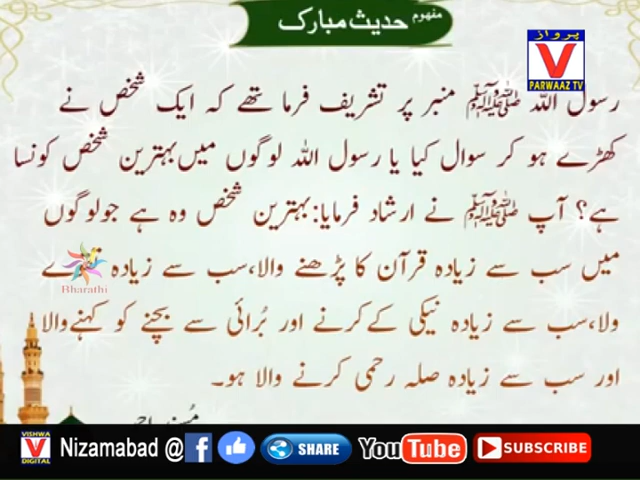 مفہوم حدیث مبارک
پرواز
V
PARWAAZ TV
رسول اللہ ﷺ منبر پر تشریف فرما تھے کہ ایک شخص نے
کھڑے ہو کر سوال کیا یا رسول اللہ لوگوں میں بہترین شخص کونسا
ہے؟ آپ ﷺ نے ارشاد فرمایا: بہترین شخص وہ ہے جو لوگوں
میں سب سے زیادہ قرآن کا پڑھنے والا، سب سے زیادہ
Bharathi
ولا، سب سے زیادہ نیکی کے کرنے اور بُرائی سے بچنے کو کہنے والا
اور سب سے زیادہ صلہ رحمی کرنے والا ہو۔
VISHWA
V
DIGITAL
Nizamabad @ f SHARE YouTube SUBSCRIBE